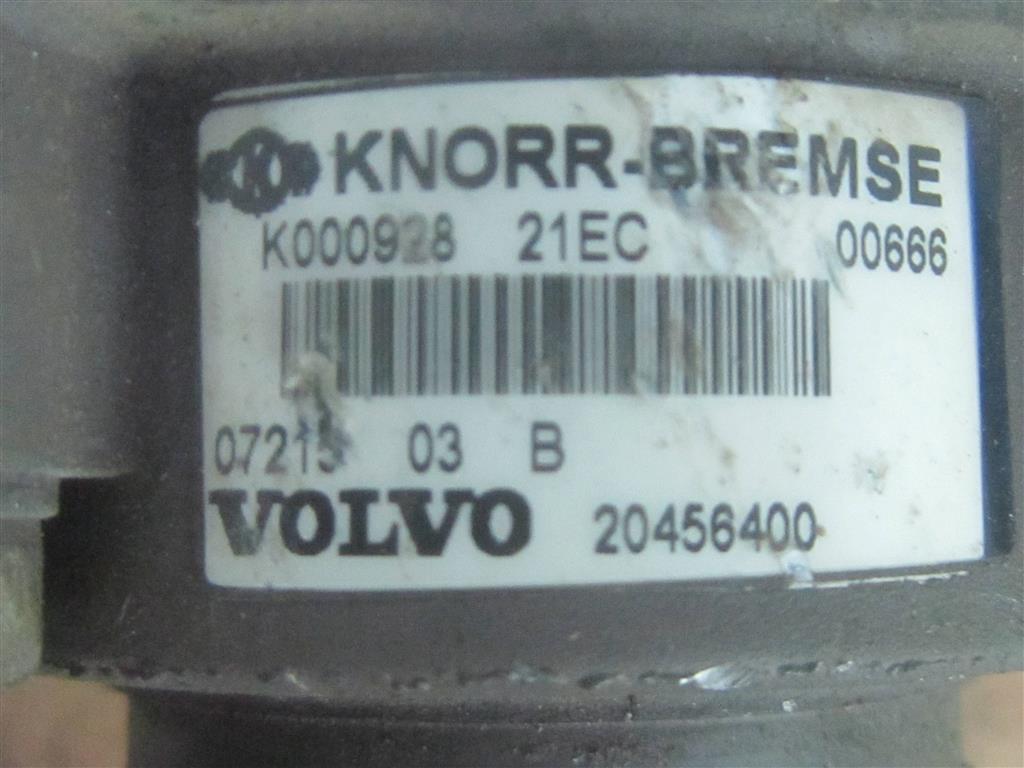 KNORR-BREMSE
K000928 21EC 00666
03 B
VOLVO 20456400